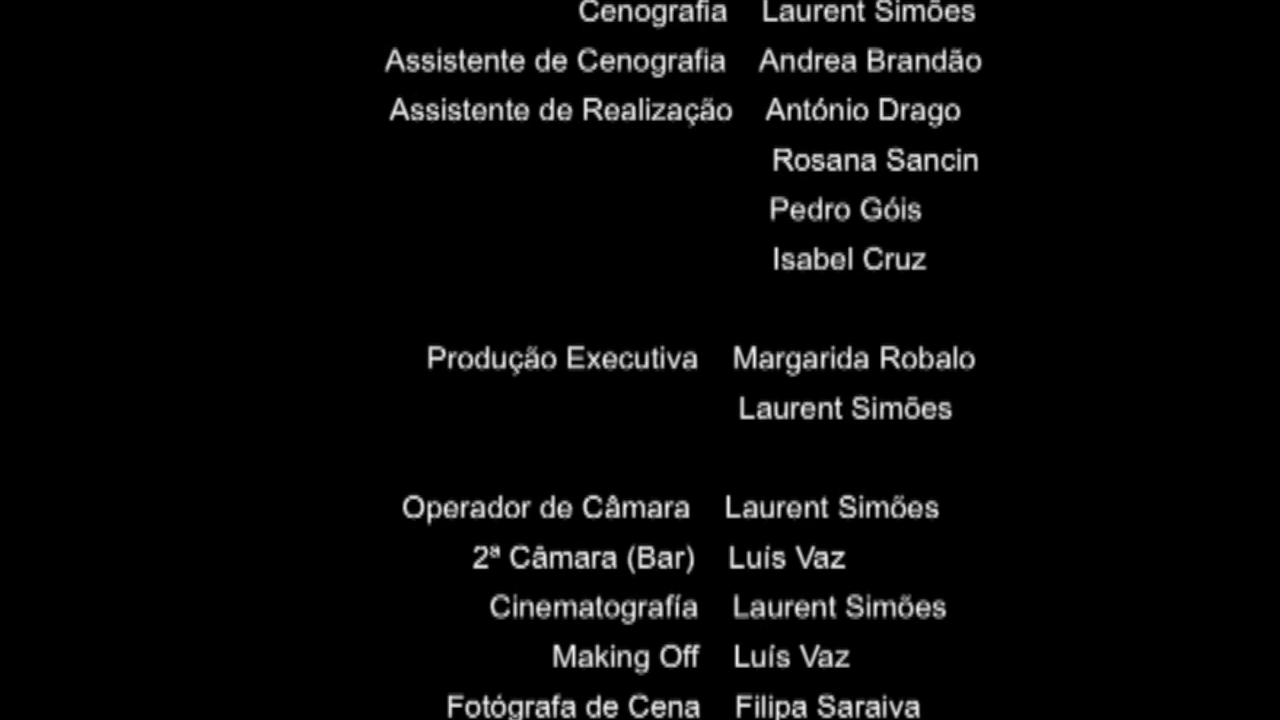 Cenografia Laurent Simões
Assistente de Cenografia Andrea Brandão
Assistente de Realização António Drago
Rosana Sancin
Pedro Góis
Isabel Cruz
Produção Executiva Margarida Robalo
Laurent Simões
Operador de Câmara Laurent Simões
2ª Câmara (Bar) Luís Vaz
Cinematografía Laurent Simões
Making Off Luís Vaz
Fotógrafa de Cena Filipa Saraiva